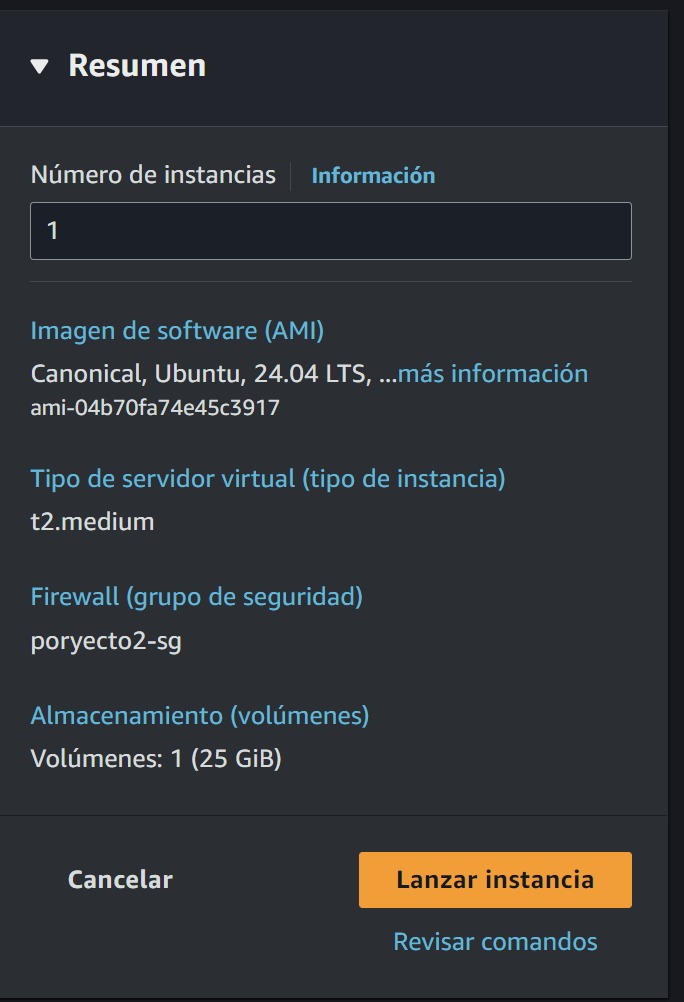 Resumen
Número de instancias
Información
1
Imagen de software (AMI)
Canonical, Ubuntu, 24.04 LTS, ...más información
ami-04b70fa74e45c3917
Tipo de servidor virtual (tipo de instancia)
t2.medium
Firewall (grupo de seguridad)
poryecto2-sg
Almacenamiento (volúmenes)
Volúmenes: 1 (25 GiB)
Cancelar
Lanzar instancia
Revisar comandos